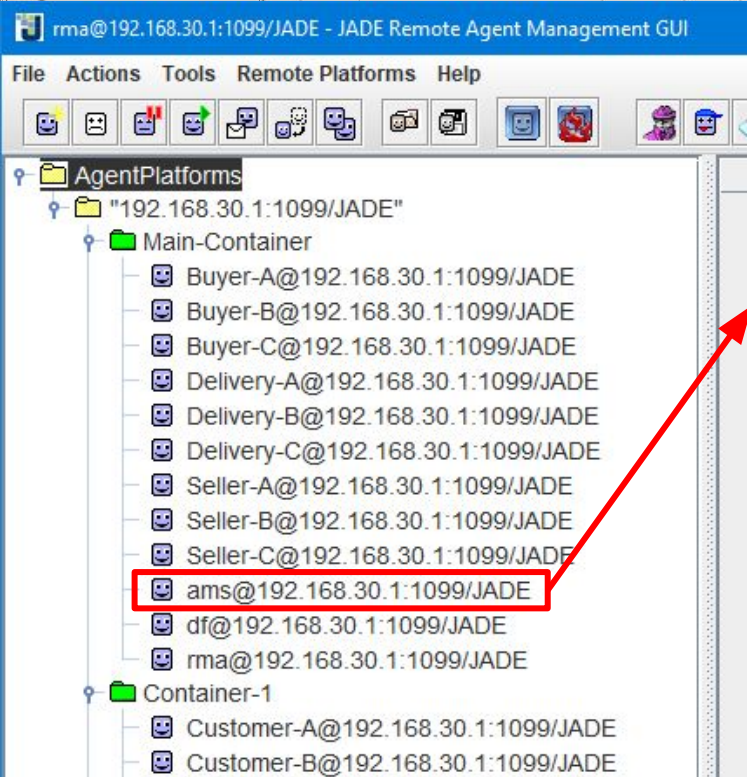 rma@192.168.30.1:1099/JADE - JADE Remote Agent Management GUI
File Actions Tools Remote Platforms Help
AgentPlatforms
"192.168.30.1:1099/JADE"
Main-Container
Buyer-A@192.168.30.1:1099/JADE
Buyer-B@192.168.30.1:1099/JADE
Buyer-C@192.168.30.1:1099/JADE
Delivery-A@192.168.30.1:1099/JADE
Delivery-B@192.168.30.1:1099/JADE
Delivery-C@192.168.30.1:1099/JADE
Seller-A@192.168.30.1:1099/JADE
Seller-B@192.168.30.1:1099/JADE
Seller-C@192.168.30.1:1099/JADE
ams@192.168.30.1:1099/JADE
df@192.168.30.1:1099/JADE
rma@192.168.30.1:1099/JADE
Container-1
Customer-A@192.168.30.1:1099/JADE
Customer-B@192.168.30.1:1099/JADE